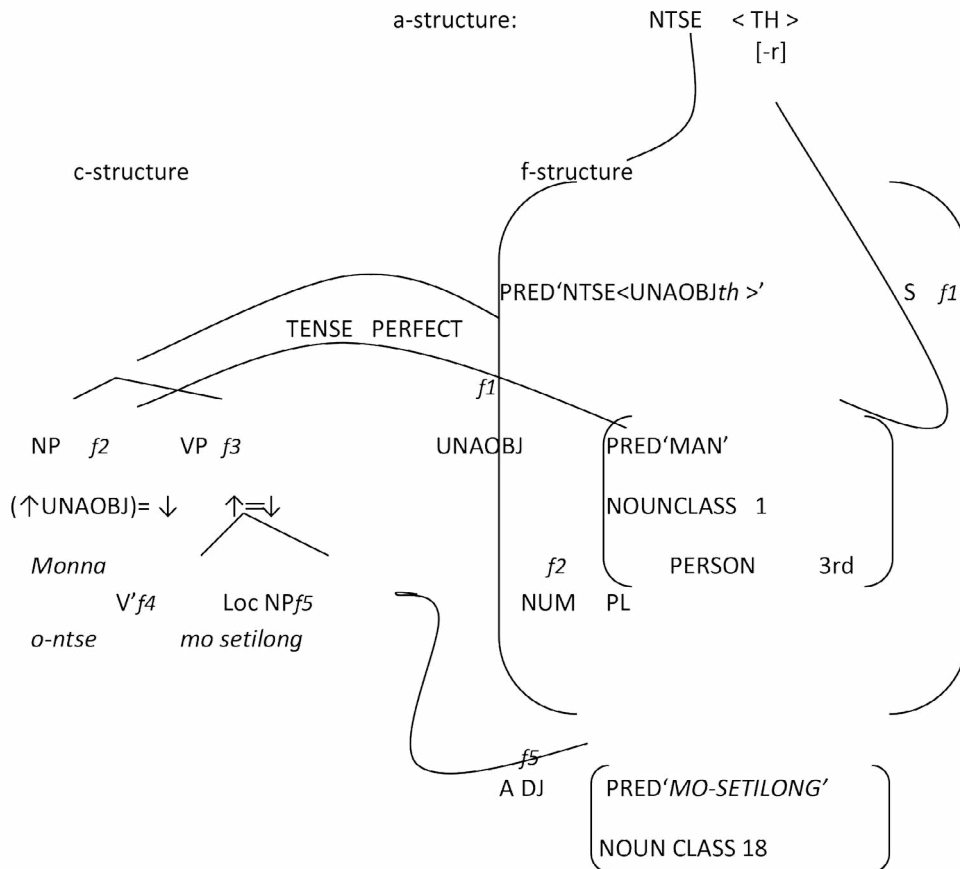 a-structure: NTSE < TH >
[-r]
c-structure f-structure
PRED‘NTSE<UNAOBJth >’ S f1
TENSE PERFECT
f1
NP f2 VP f3 UNAOBJ PRED‘MAN’
(↑UNAOBJ)= ↓ ↑=↓ NOUNCLASS 1
Monna f2 PERSON 3rd
V’f4 Loc NPf5 NUM PL
o-ntse mo setilong
f5
A DJ PRED‘MO-SETILONG’
NOUN CLASS 18